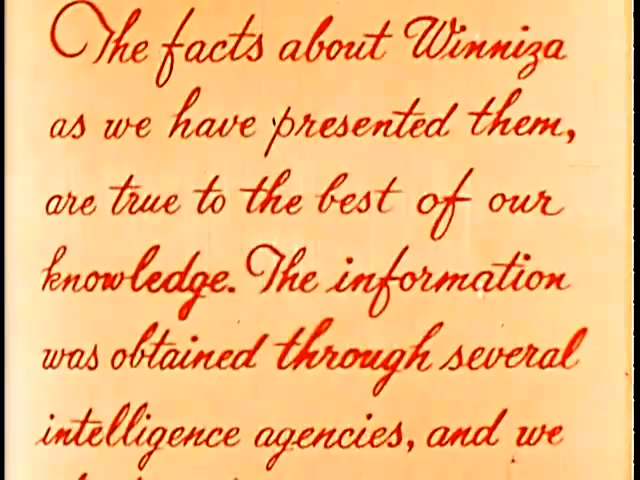 The facts about Winniza
as we have presented them,
are true to the best of our
knowledge. The information
was obtained through several
intelligence agencies, and we